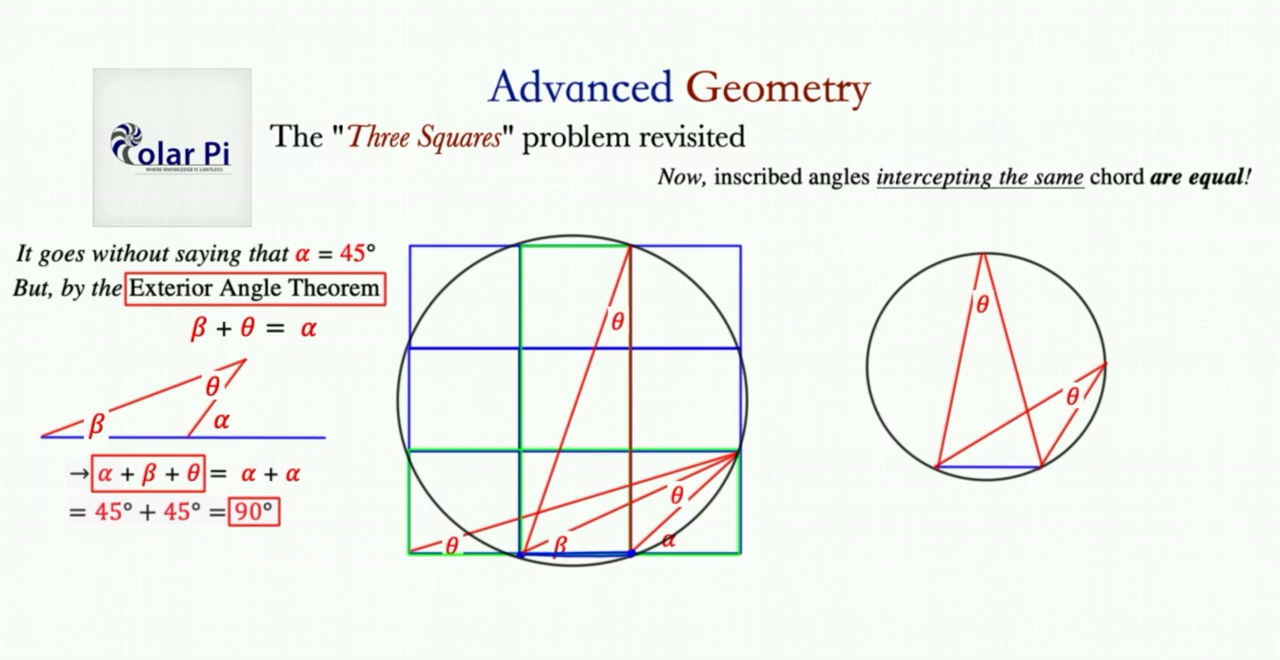 Advanced Geometry
The "Three Squares" problem revisited
olar Pi
WHERE KNOWLEDGE IS LIMITLESS
Now, inscribed angles intercepting the same chord are equal!
It goes without saying that α = 45°
But, by the Exterior Angle Theorem
β + θ = α
θ
β
α
→ α + β + θ = α + α
= 45° + 45° = 90°
θ
θ
θ
β
α
θ
θ